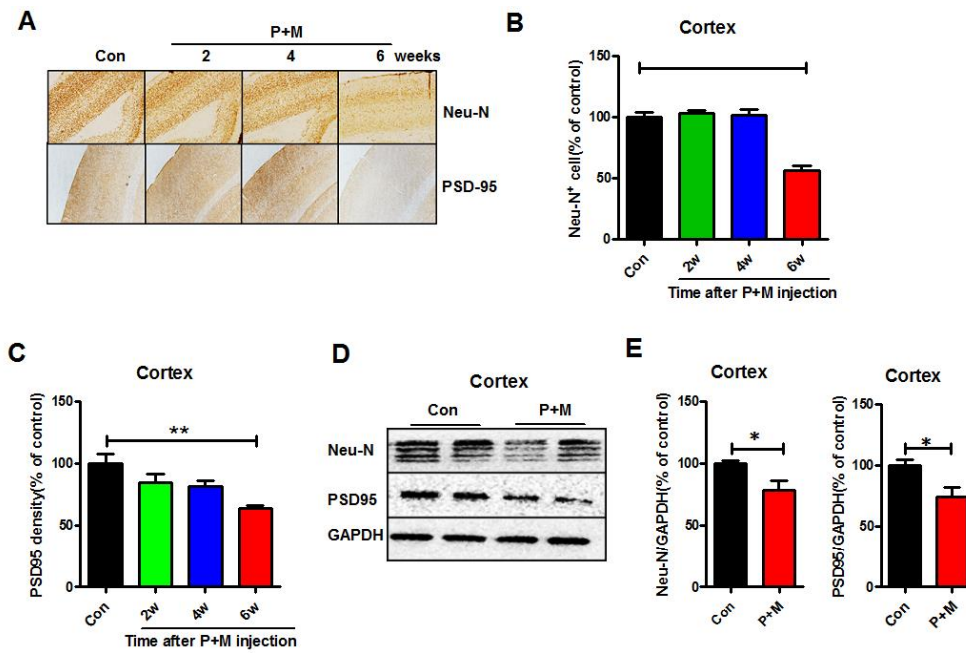 A
P+M
Con 2 4 6 weeks
Neu-N
PSD-95
B
Cortex
Neu-N+ cell(% of control)
150
100
50
0
Con 2w 4w 6w
Time after P+M injection
C
Cortex
**
PSD95 density(% of control)
150
100
50
0
Con 2w 4w 6w
Time after P+M injection
D
Cortex
Con P+M
Neu-N
PSD95
GAPDH
E
Cortex
*
Neu-N/GAPDH(% of control)
150
100
50
0
Con P+M
Cortex
*
PSD95/GAPDH(% of control)
150
100
50
0
Con P+M